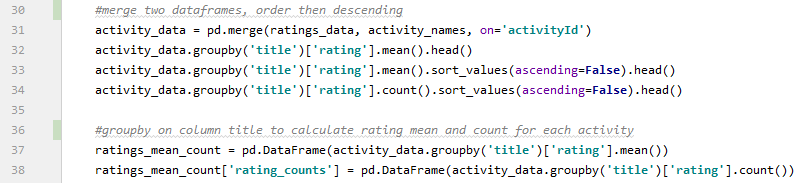 30 #merge two dataframes, order then descending
31 activity_data = pd.merge(ratings_data, activity_names, on='activityId')
32 activity_data.groupby('title')['rating'].mean().head()
33 activity_data.groupby('title')['rating'].mean().sort_values(ascending=False).head()
34 activity_data.groupby('title')['rating'].count().sort_values(ascending=False).head()
35
36 #groupby on column title to calculate rating mean and count for each activity
37 ratings_mean_count = pd.DataFrame(activity_data.groupby('title')['rating'].mean())
38 ratings_mean_count['rating_counts'] = pd.DataFrame(activity_data.groupby('title')['rating'].count())